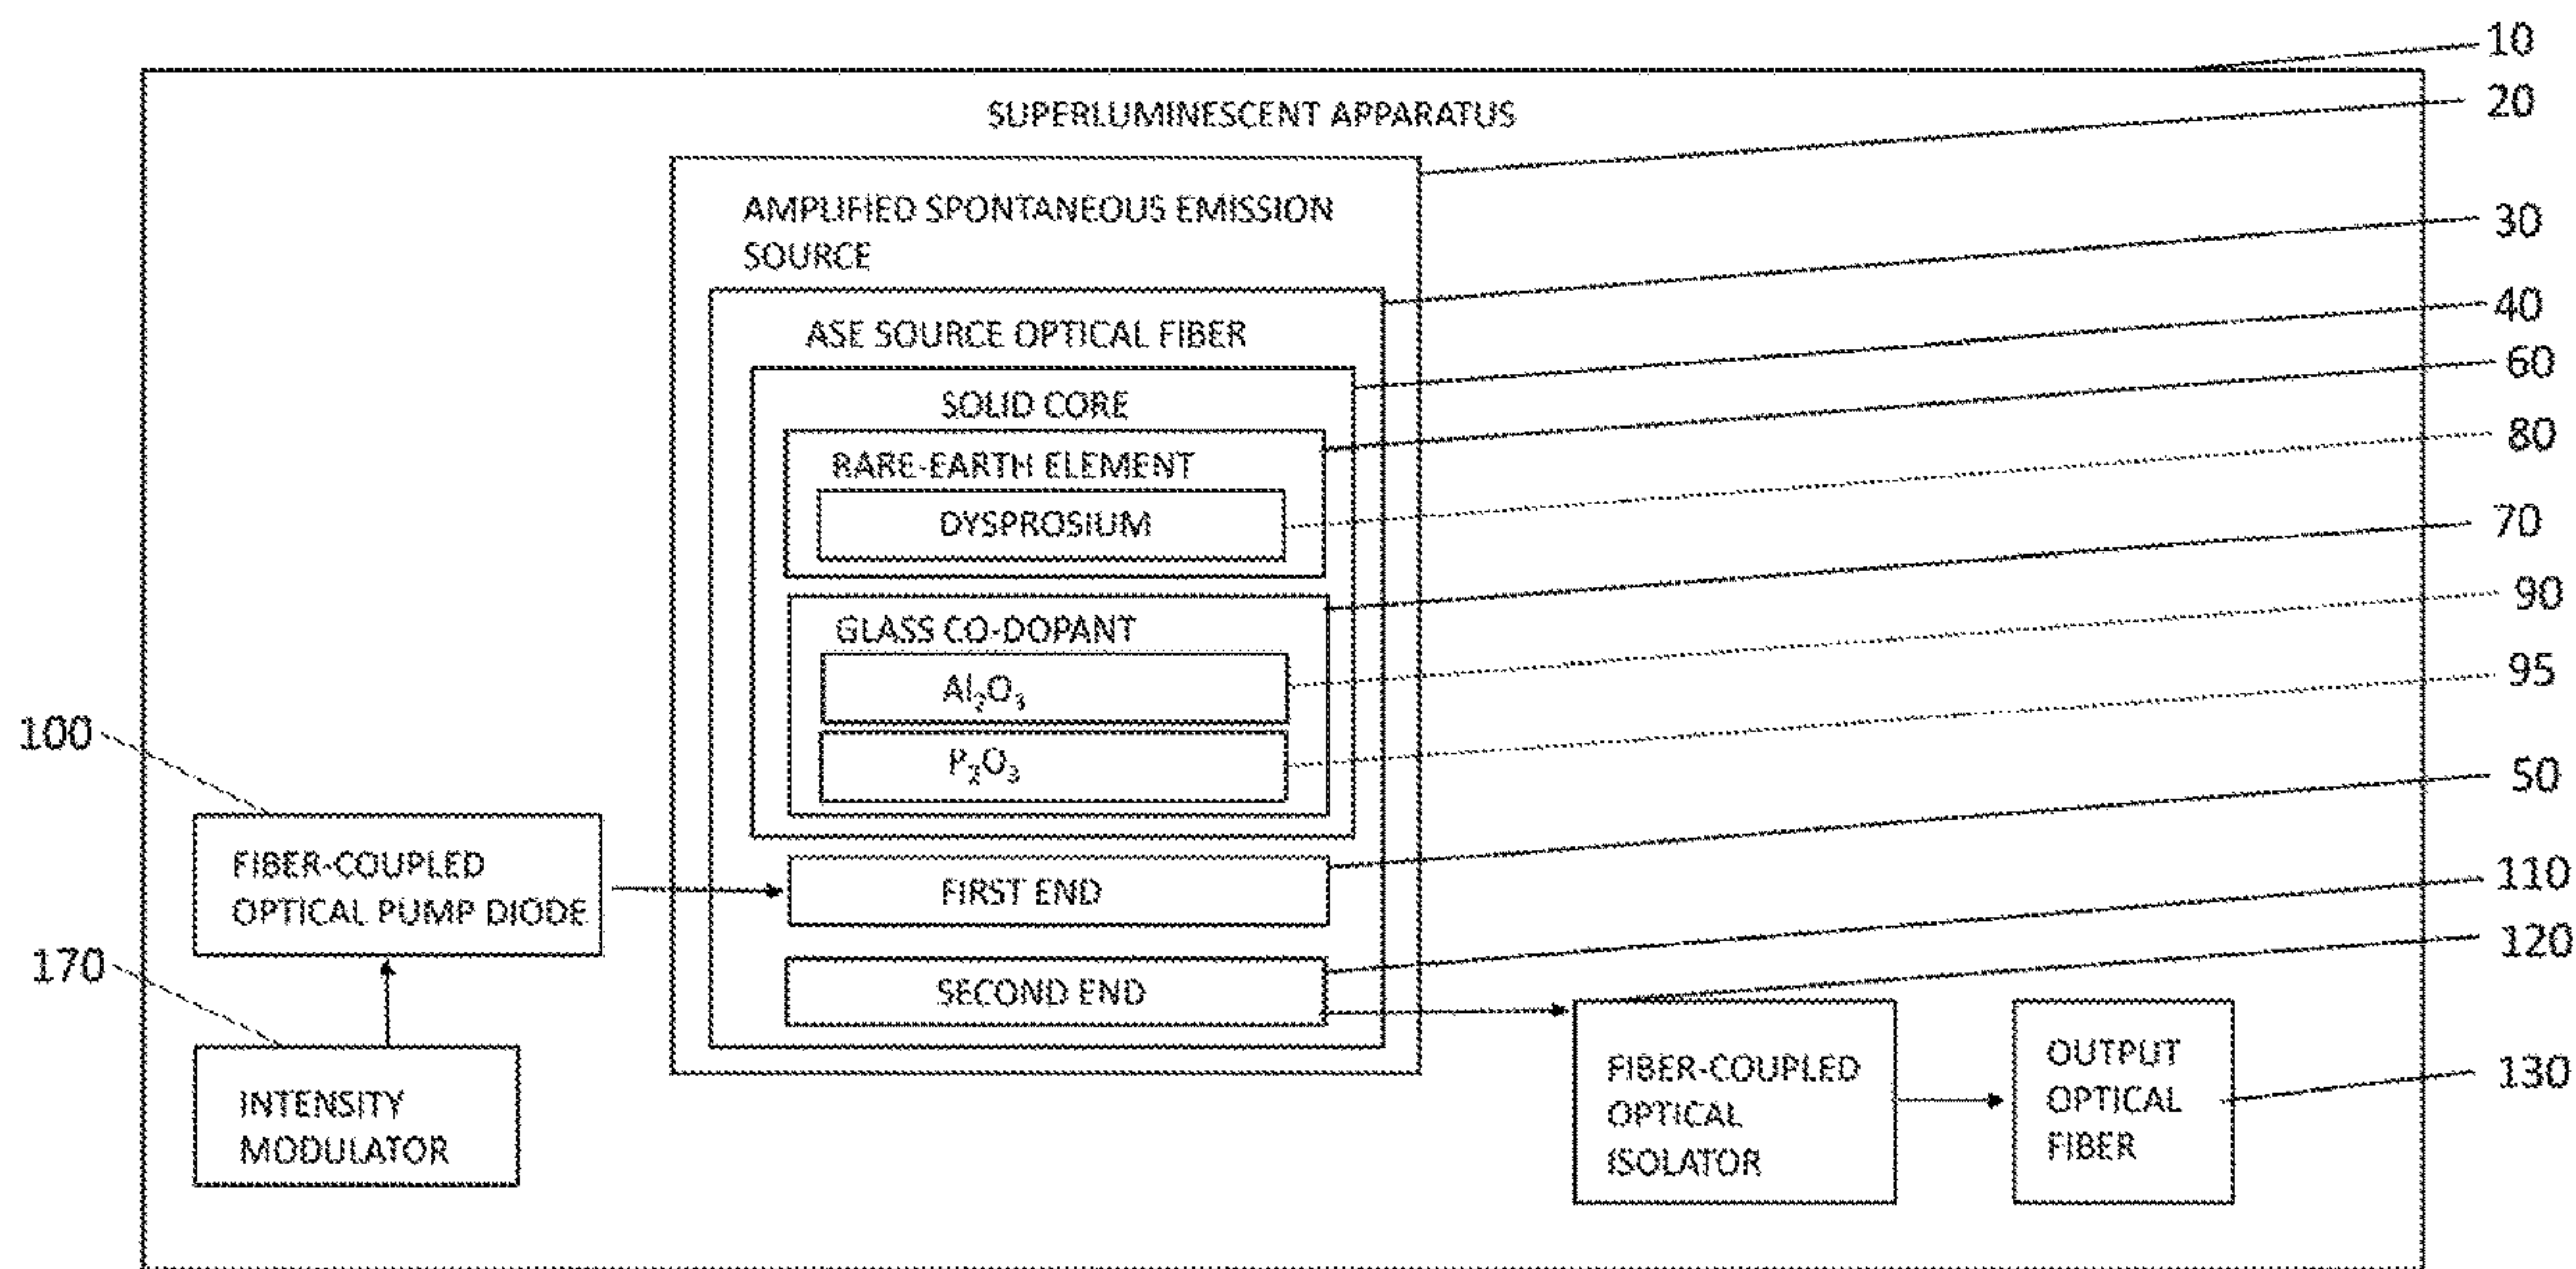 10
SUPERLUMINESCENT APPARATUS
20
AMPLIFIED SPONTANEOUS EMISSION
SOURCE
30
ASE SOURCE OPTICAL FIBER
40
SOLID CORE
60
RARE-EARTH ELEMENT
80
DYSPROSIUM
70
GLASS CO-DOPANT
90
Al₂O₃
95
P₂O₃
100
50
FIBER-COUPLED
OPTICAL PUMP DIODE
FIRST END
110
170
SECOND END
120
INTENSITY
MODULATOR
FIBER-COUPLED
OPTICAL
ISOLATOR
OUTPUT
OPTICAL
FIBER
130